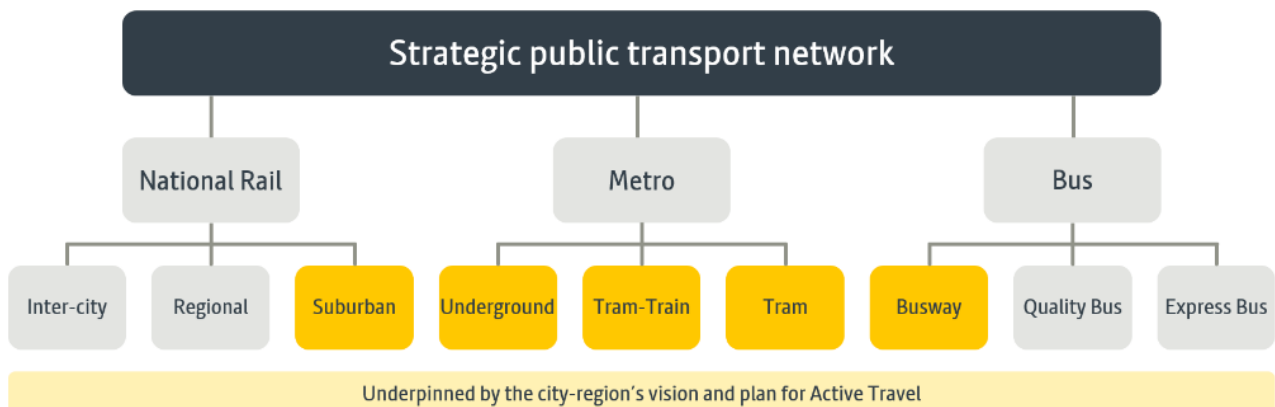 Strategic public transport network
National Rail
Metro
Bus
Inter-city
Regional
Suburban
Underground
Tram-Train
Tram
Busway
Quality Bus
Express Bus
Underpinned by the city-region’s vision and plan for Active Travel